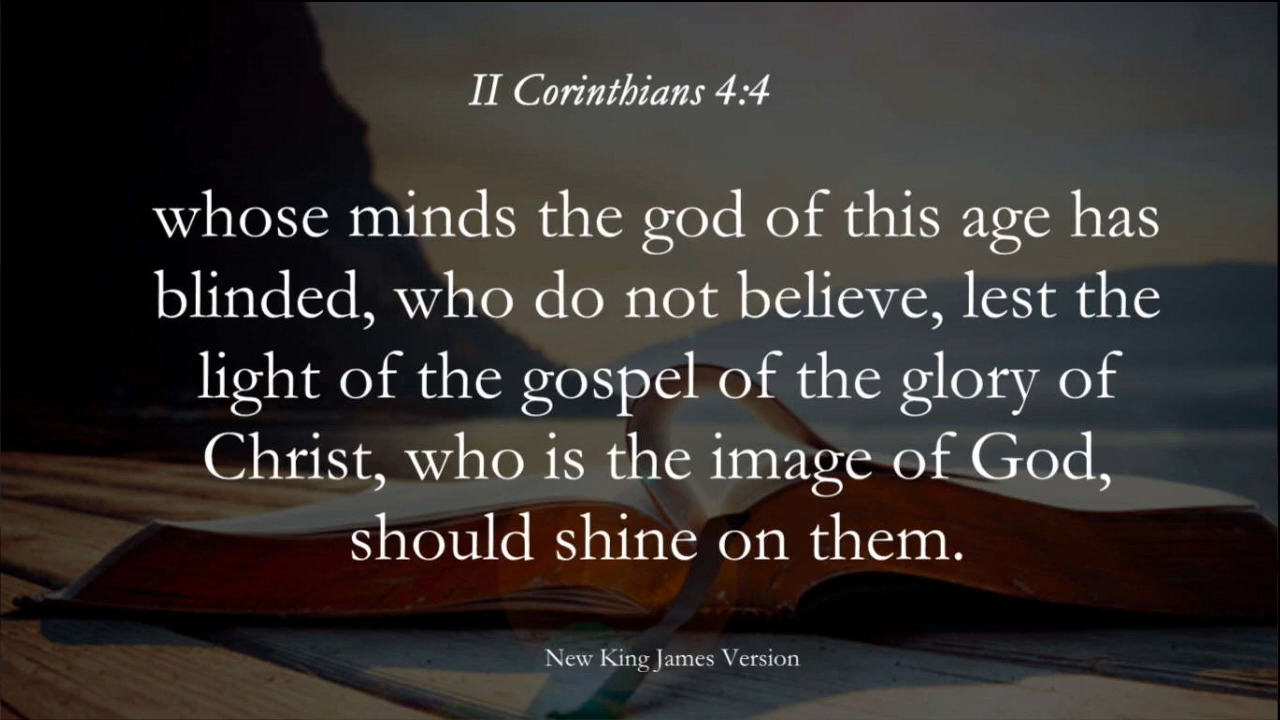 II Corinthians 4:4
whose minds the god of this age has
blinded, who do not believe, lest the
light of the gospel of the glory of
Christ, who is the image of God,
should shine on them.
New King James Version